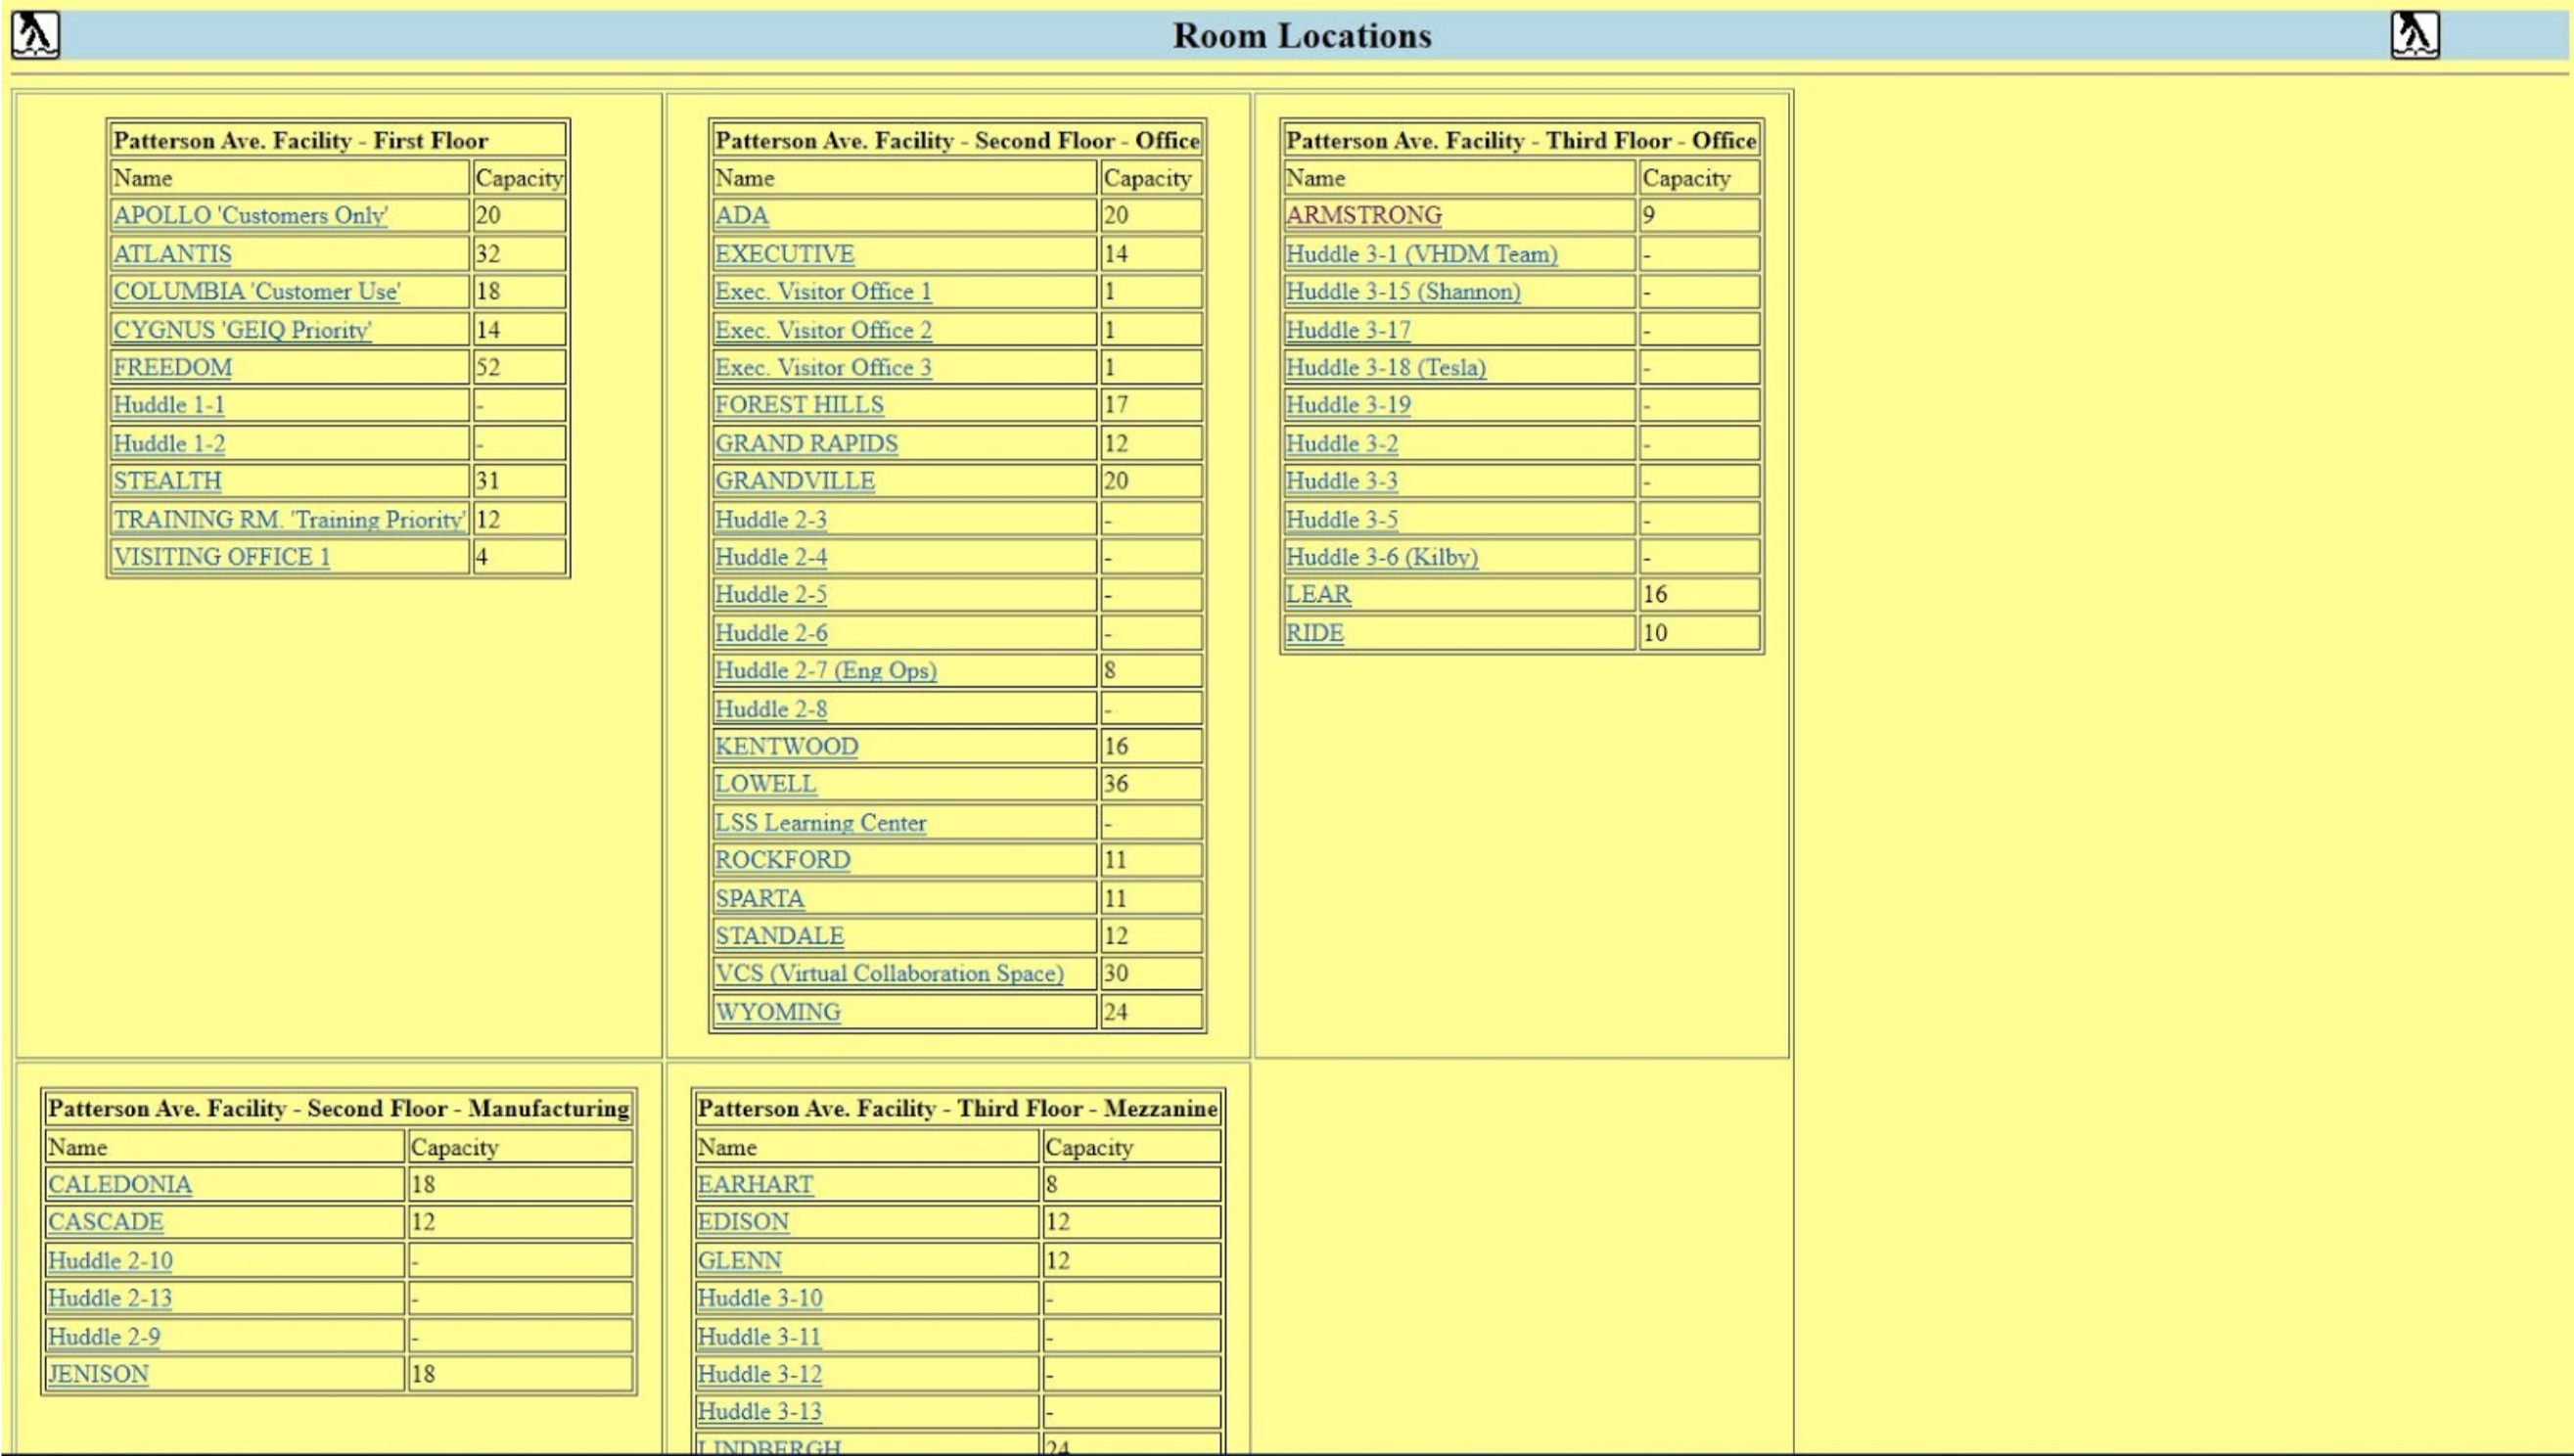 Room Locations
Patterson Ave. Facility - First Floor
Name Capacity
APOLLO 'Customers Only' 20
ATLANTIS 32
COLUMBIA 'Customer Use' 18
CYGNUS 'GEIQ Priority' 14
FREEDOM 52
Huddle 1-1 -
Huddle 1-2 -
STEALTH 31
TRAINING RM. 'Training Priority' 12
VISITING OFFICE 1 4
Patterson Ave. Facility - Second Floor - Office
Name Capacity
ADA 20
EXECUTIVE 14
Exec. Visitor Office 1 1
Exec. Visitor Office 2 1
Exec. Visitor Office 3 1
FOREST HILLS 17
GRAND RAPIDS 12
GRANDVILLE 20
Huddle 2-3 -
Huddle 2-4 -
Huddle 2-5 -
Huddle 2-6 -
Huddle 2-7 (Eng Ops) 8
Huddle 2-8 -
KENTWOOD 16
LOWELL 36
LSS Learning Center -
ROCKFORD 11
SPARTA 11
STANDALE 12
VCS (Virtual Collaboration Space) 30
WYOMING 24
Patterson Ave. Facility - Third Floor - Office
Name Capacity
ARMSTRONG 9
Huddle 3-1 (VHDM Team) -
Huddle 3-15 (Shannon) -
Huddle 3-17 -
Huddle 3-18 (Tesla) -
Huddle 3-19 -
Huddle 3-2 -
Huddle 3-3 -
Huddle 3-5 -
Huddle 3-6 (Kilby) -
LEAR 16
RIDE 10
Patterson Ave. Facility - Second Floor - Manufacturing
Name Capacity
CALEDONIA 18
CASCADE 12
Huddle 2-10 -
Huddle 2-13 -
Huddle 2-9 -
JENISON 18
Patterson Ave. Facility - Third Floor - Mezzanine
Name Capacity
EARHART 8
EDISON 12
GLENN 12
Huddle 3-10 -
Huddle 3-11 -
Huddle 3-12 -
Huddle 3-13 -
LINDBERGH 24